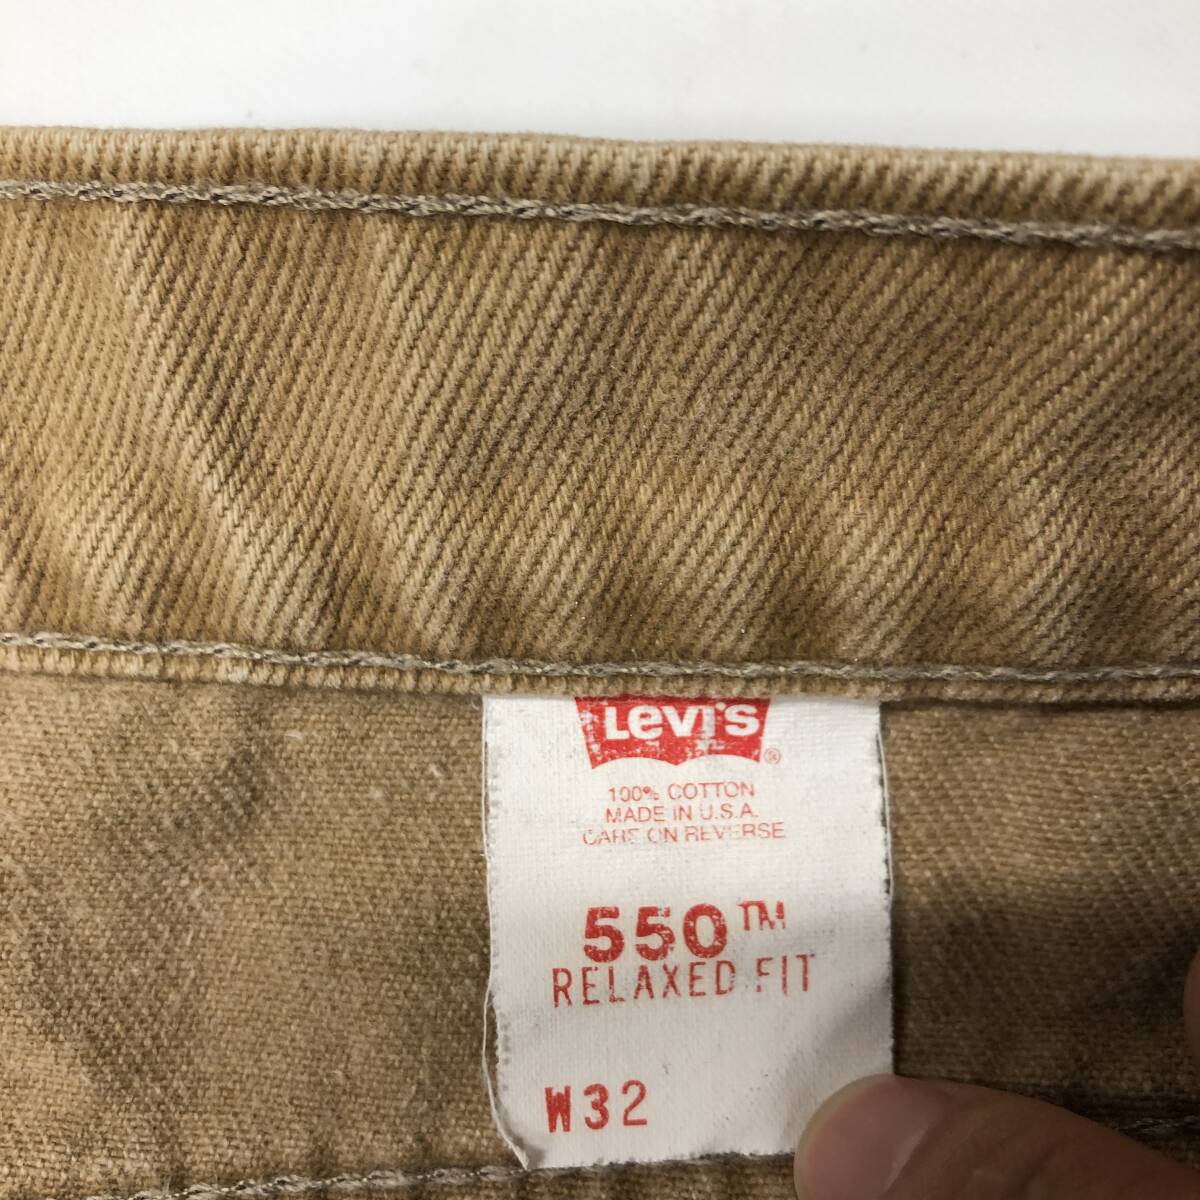 Levi's ®
100% COTTON
MADE IN U.S.A.
CARE ON REVERSE
550™
RELAXED FIT
W32